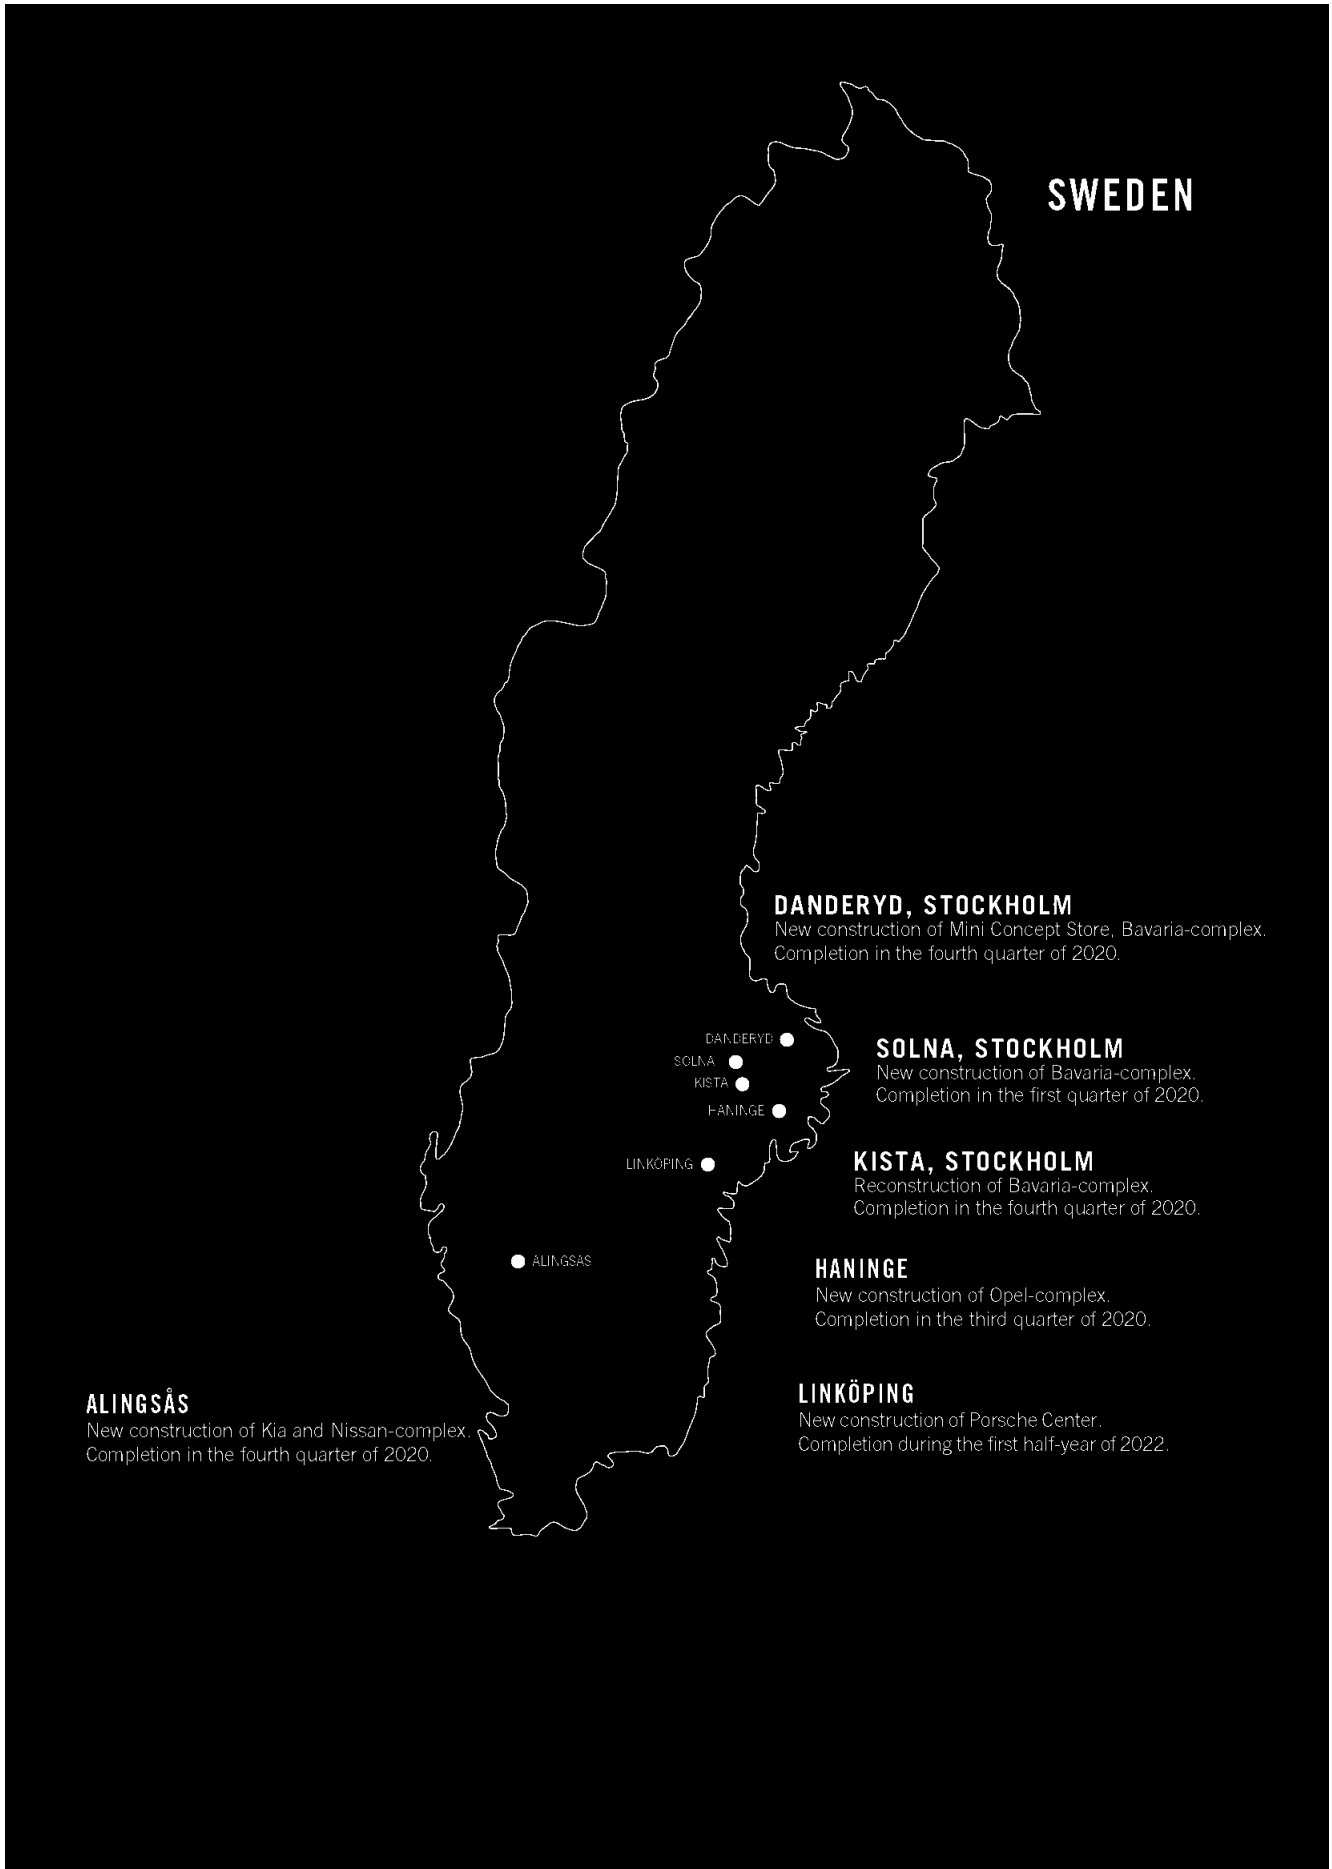 SWEDEN
DANDERYD, STOCKHOLM
New construction of Mini Concept Store, Bavaria-complex.
Completion in the fourth quarter of 2020.
DANDERYD
SOLNA
KISTA
HANINGE
LINKÖPING
ALINGSÅS
SOLNA, STOCKHOLM
New construction of Bavaria-complex.
Completion in the first quarter of 2020.
KISTA, STOCKHOLM
Reconstruction of Bavaria-complex.
Completion in the fourth quarter of 2020.
HANINGE
New construction of Opel-complex.
Completion in the third quarter of 2020.
LINKÖPING
New construction of Porsche Center.
Completion during the first half-year of 2022.
ALINGSÅS
New construction of Kia and Nissan-complex.
Completion in the fourth quarter of 2020.